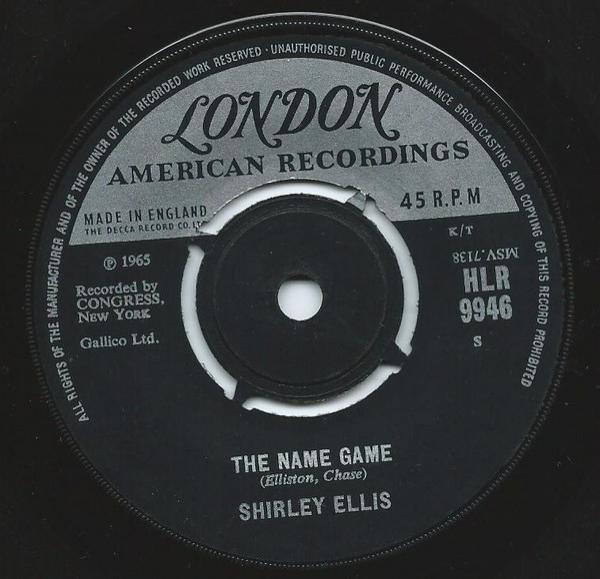 ALL RIGHTS OF THE MANUFACTURER AND OF THE OWNER OF THE RECORDED WORK RESERVED · UNAUTHORISED PUBLIC PERFORMANCE BROADCASTING AND COPYING OF THIS RECORD PROHIBITED
LONDON
AMERICAN RECORDINGS
MADE IN ENGLAND
THE DECCA RECORD CO. LTD
45 R.P.M
K/T
MSV.7138
Ⓟ 1965
Recorded by
CONGRESS,
New York
Gallico Ltd.
HLR
9946
S
THE NAME GAME
(Elliston, Chase)
SHIRLEY ELLIS